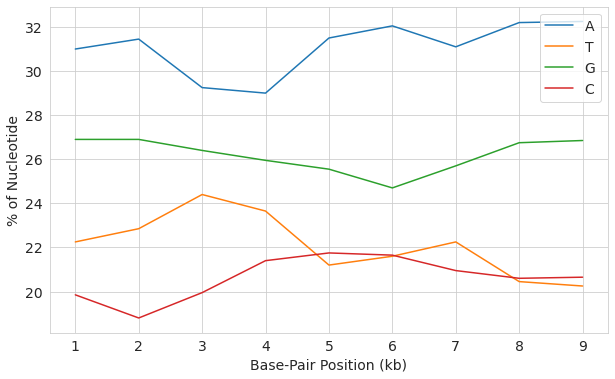 32
30
28
26
24
22
20
% of Nucleotide
A
T
G
C
1 2 3 4 5 6 7 8 9
Base-Pair Position (kb)